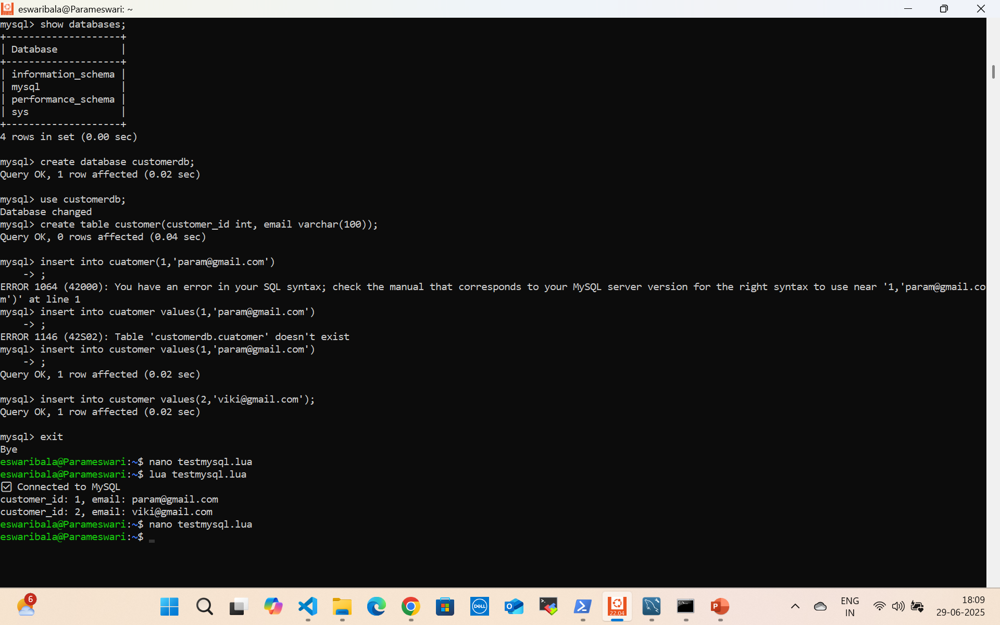 eswaribala@Parameswari: ~
mysql> show databases;
+--------------------+
| Database           |
+--------------------+
| information_schema |
| mysql              |
| performance_schema |
| sys                |
+--------------------+
4 rows in set (0.00 sec)
mysql> create database customerdb;
Query OK, 1 row affected (0.02 sec)
mysql> use customerdb;
Database changed
mysql> create table customer(customer_id int, email varchar(100));
Query OK, 0 rows affected (0.04 sec)
mysql> insert into cuatomer(1,'param@gmail.com')
    -> ;
ERROR 1064 (42000): You have an error in your SQL syntax; check the manual that corresponds to your MySQL server version for the right syntax to use near '1,'param@gmail.co
m')' at line 1
mysql> insert into cuatomer values(1,'param@gmail.com')
    -> ;
ERROR 1146 (42S02): Table 'customerdb.cuatomer' doesn't exist
mysql> insert into customer values(1,'param@gmail.com')
    -> ;
Query OK, 1 row affected (0.02 sec)
mysql> insert into customer values(2,'viki@gmail.com');
Query OK, 1 row affected (0.02 sec)
mysql> exit
Bye
eswaribala@Parameswari:~$ nano testmysql.lua
eswaribala@Parameswari:~$ lua testmysql.lua
☑ Connected to MySQL
customer_id: 1, email: param@gmail.com
customer_id: 2, email: viki@gmail.com
eswaribala@Parameswari:~$ nano testmysql.lua
eswaribala@Parameswari:~$
6
DELL
22.04
ENG
IN
18:09
29-06-2025